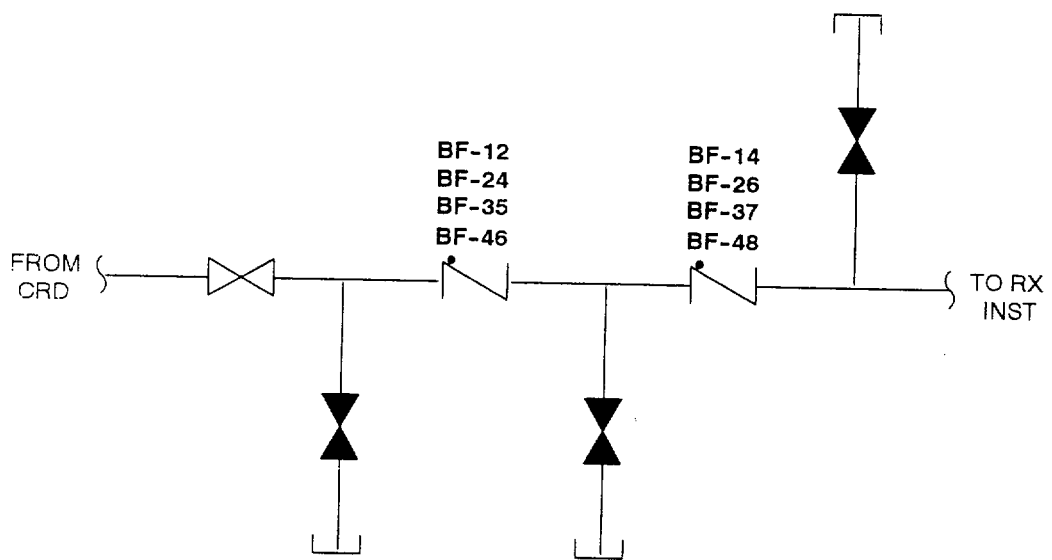 BF-12
BF-24
BF-35
BF-46
BF-14
BF-26
BF-37
BF-48
FROM
CRD
TO RX
INST